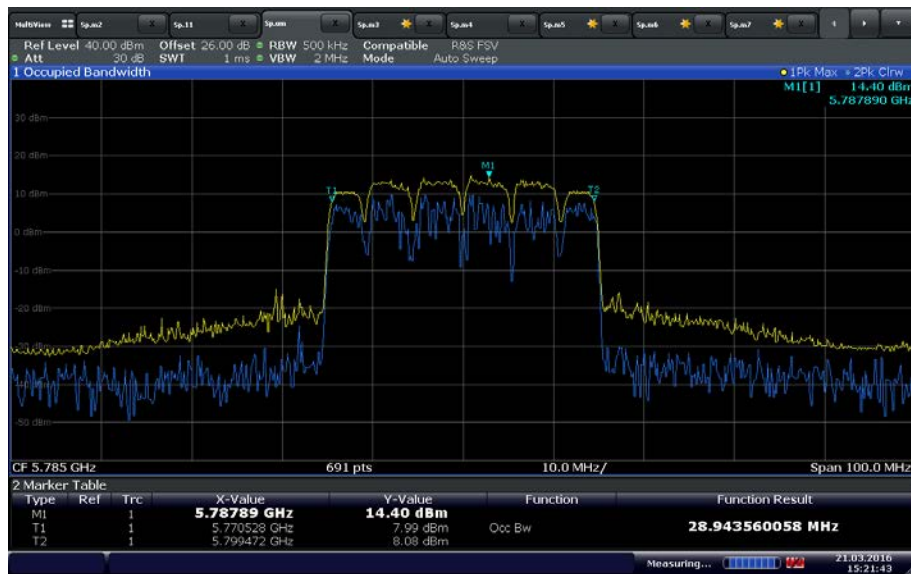 MultiView Sp.m2 X Sp.11 X Sp.um X Sp.m3 X Sp.m4 X Sp.m5 X Sp.m6 X Sp.m7 X
Ref Level 40.00 dBm Offset 26.00 dB RBW 500 kHz Compatible R&S FSV
Att 30 dB SWT 1 ms VBW 2 MHz Mode Auto Sweep
1 Occupied Bandwidth 1Pk Max 2Pk Clrw
M1[1] 14.40 dBm
5.787890 GHz
30 dBm
20 dBm
M1
T1 T2
10 dBm
0 dBm
-10 dBm
-20 dBm
-30 dBm
-40 dBm
-50 dBm
CF 5.785 GHz 691 pts 10.0 MHz/ Span 100.0 MHz
2 Marker Table
Type Ref Trc X-Value Y-Value Function Function Result
M1 1 5.78789 GHz 14.40 dBm
T1 1 5.770528 GHz 7.99 dBm Occ Bw 28.943560058 MHz
T2 1 5.799472 GHz 8.08 dBm
Measuring... 21.03.2016
15:21:43